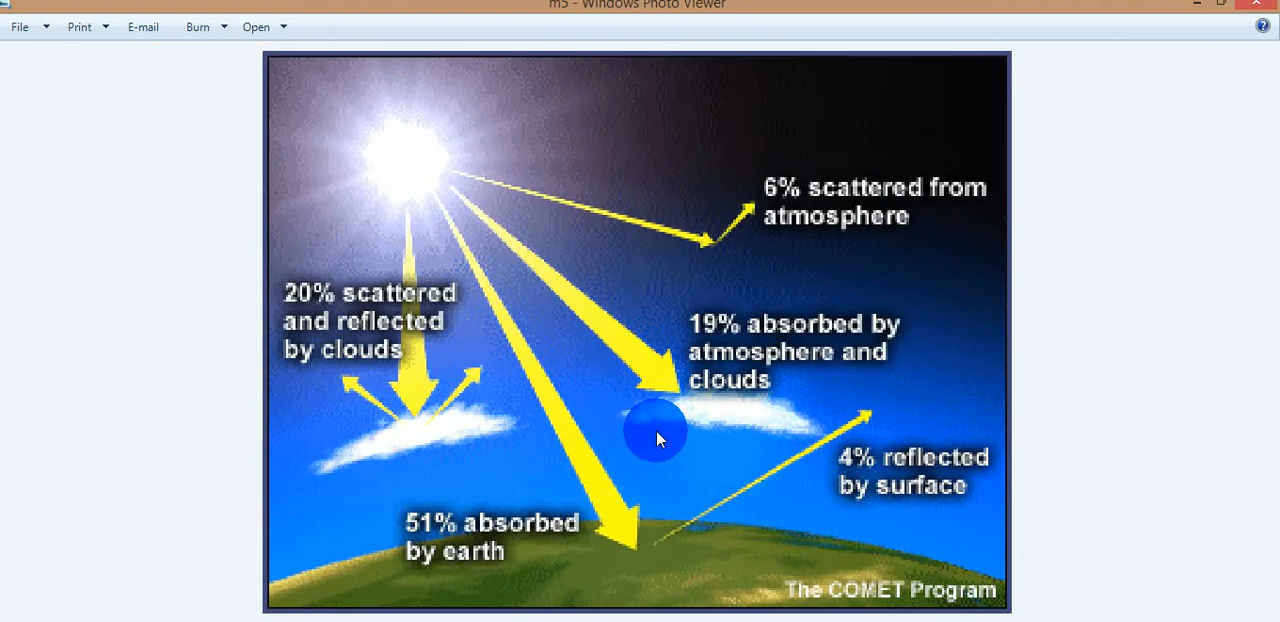 m5 - Windows Photo Viewer
File Print E-mail Burn Open
6% scattered from
atmosphere
20% scattered
and reflected
by clouds
19% absorbed by
atmosphere and
clouds
4% reflected
by surface
51% absorbed
by earth
The COMET Program